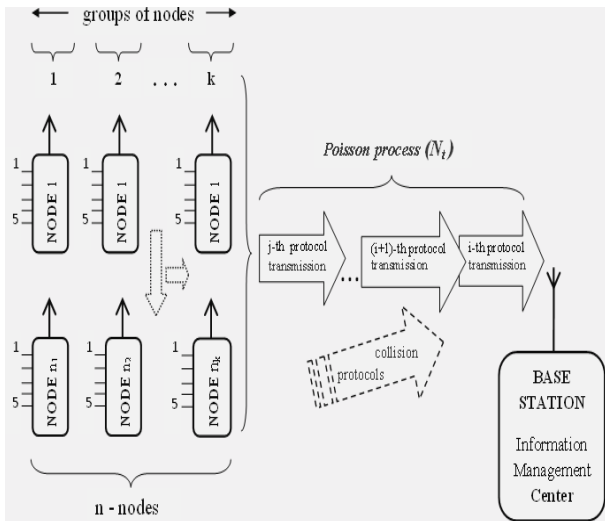 groups of nodes
1 2 ... k
1 NODE 1 5
1 NODE 1
1 NODE 1 5
Poisson process (Nt)
j-th protocol transmission
...
(i+1)-th protocol transmission
i-th protocol transmission
collision
protocols
1 NODE n1 5
1 NODE n2 5
1 NODE nk 5
n - nodes
BASE
STATION
Information
Management
Center